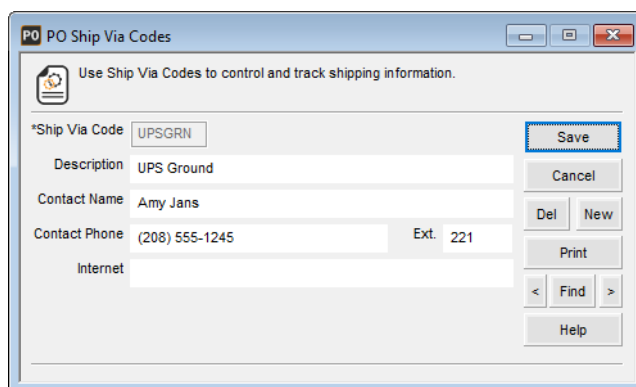 PO PO Ship Via Codes
Use Ship Via Codes to control and track shipping information.
*Ship Via Code UPSGRN
Save
Description UPS Ground
Cancel
Contact Name Amy Jans
Del New
Contact Phone (208) 555-1245 Ext. 221
Print
Internet
< Find >
Help